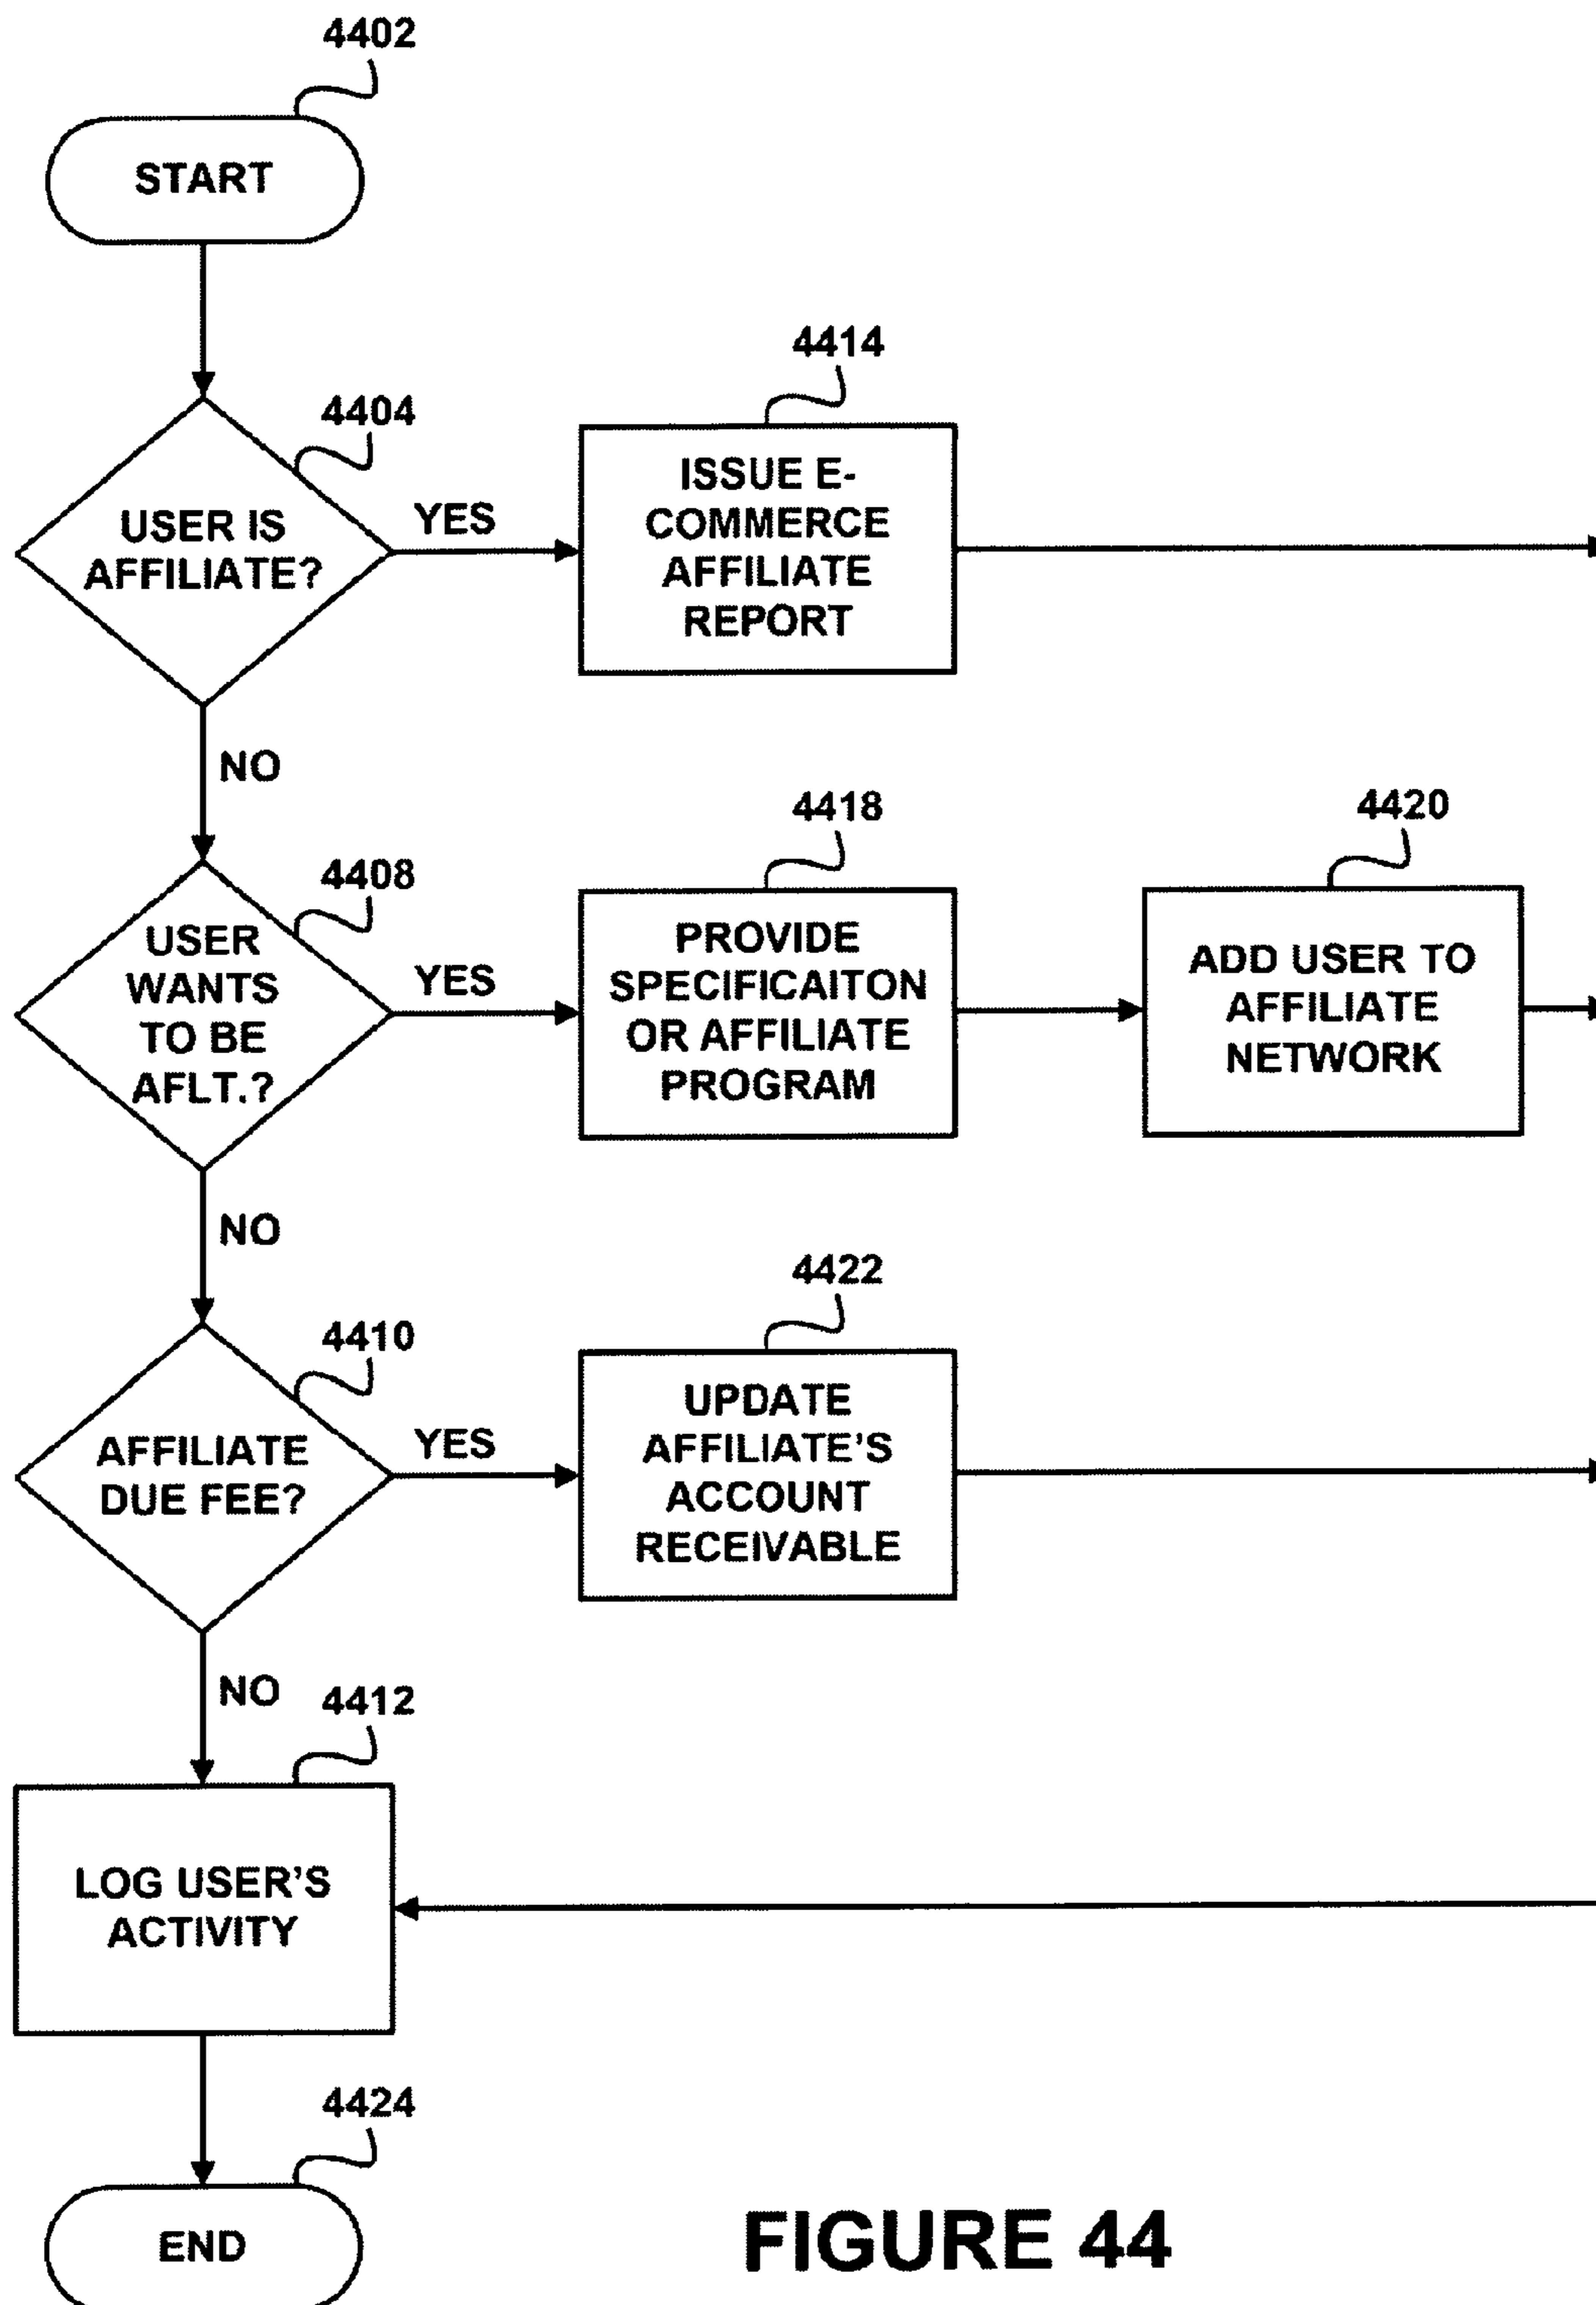 4402
START
4404
USER IS
AFFILIATE?
YES
4414
ISSUE E-
COMMERCE
AFFILIATE
REPORT
NO
4408
USER
WANTS
TO BE
AFLT.?
YES
4418
PROVIDE
SPECIFICAITON
OR AFFILIATE
PROGRAM
4420
ADD USER TO
AFFILIATE
NETWORK
NO
4410
AFFILIATE
DUE FEE?
YES
4422
UPDATE
AFFILIATE'S
ACCOUNT
RECEIVABLE
NO
4412
LOG USER'S
ACTIVITY
4424
END
FIGURE 44